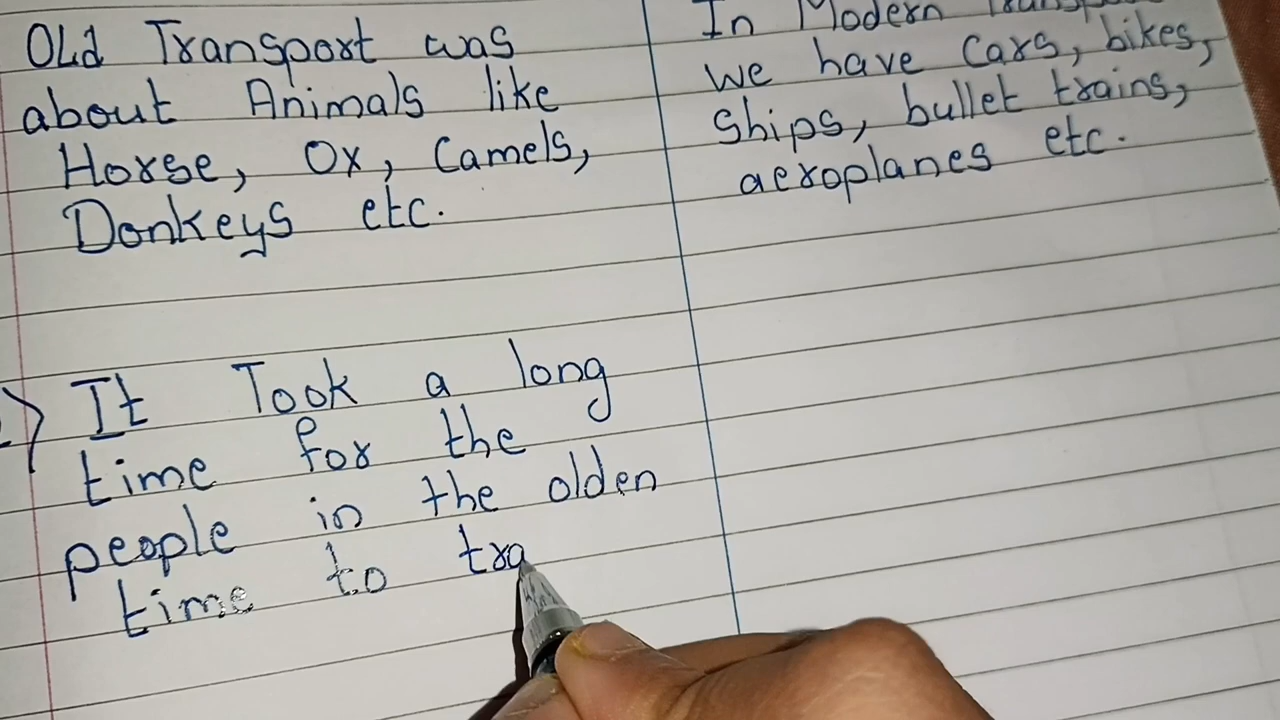 Old Transport was
about Animals like
Horse, Ox, Camels,
Donkeys etc.
It Took a long
time for the
people in the olden
time to tra
In Modern
we have Cars, bikes,
Ships, bullet trains,
aeroplanes etc.